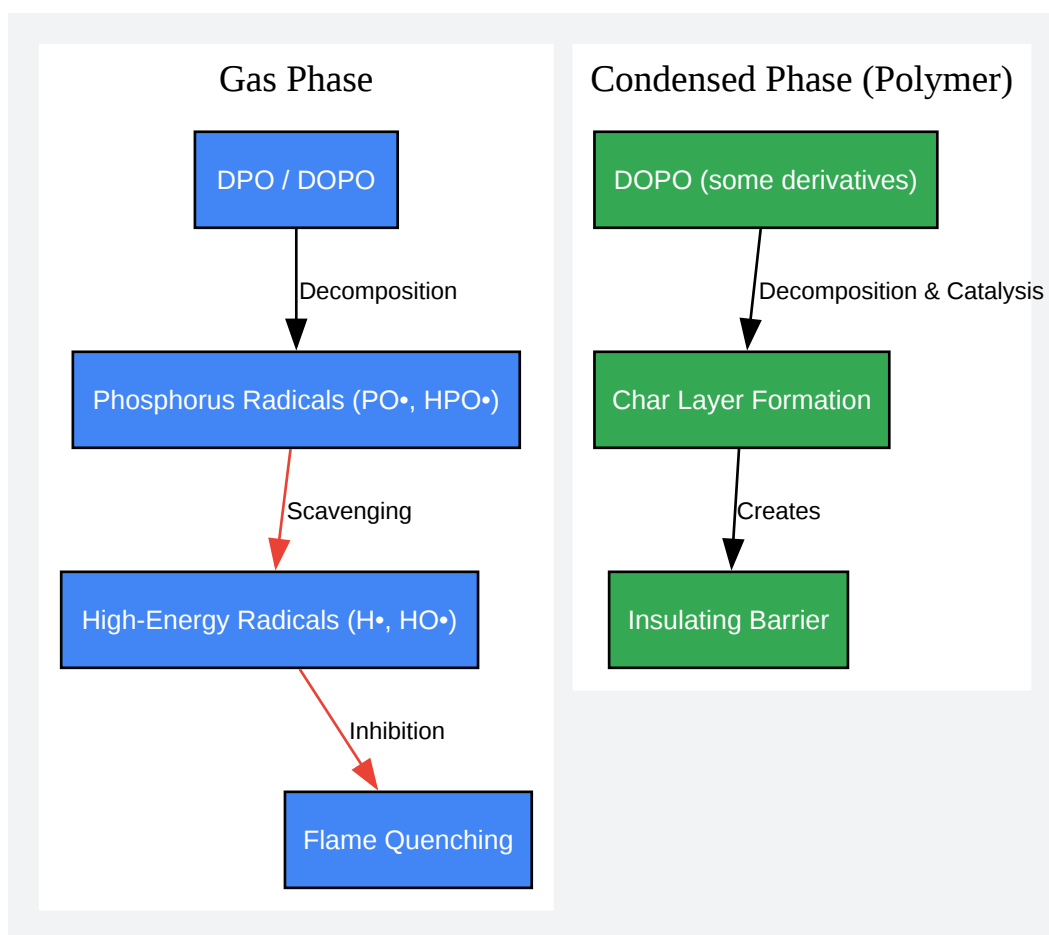 Gas Phase
DPO / DOPO
Decomposition
Phosphorus Radicals (PO•, HPO•)
Scavenging
High-Energy Radicals (H•, HO•)
Inhibition
Flame Quenching
Condensed Phase (Polymer)
DOPO (some derivatives)
Decomposition & Catalysis
Char Layer Formation
Creates
Insulating Barrier